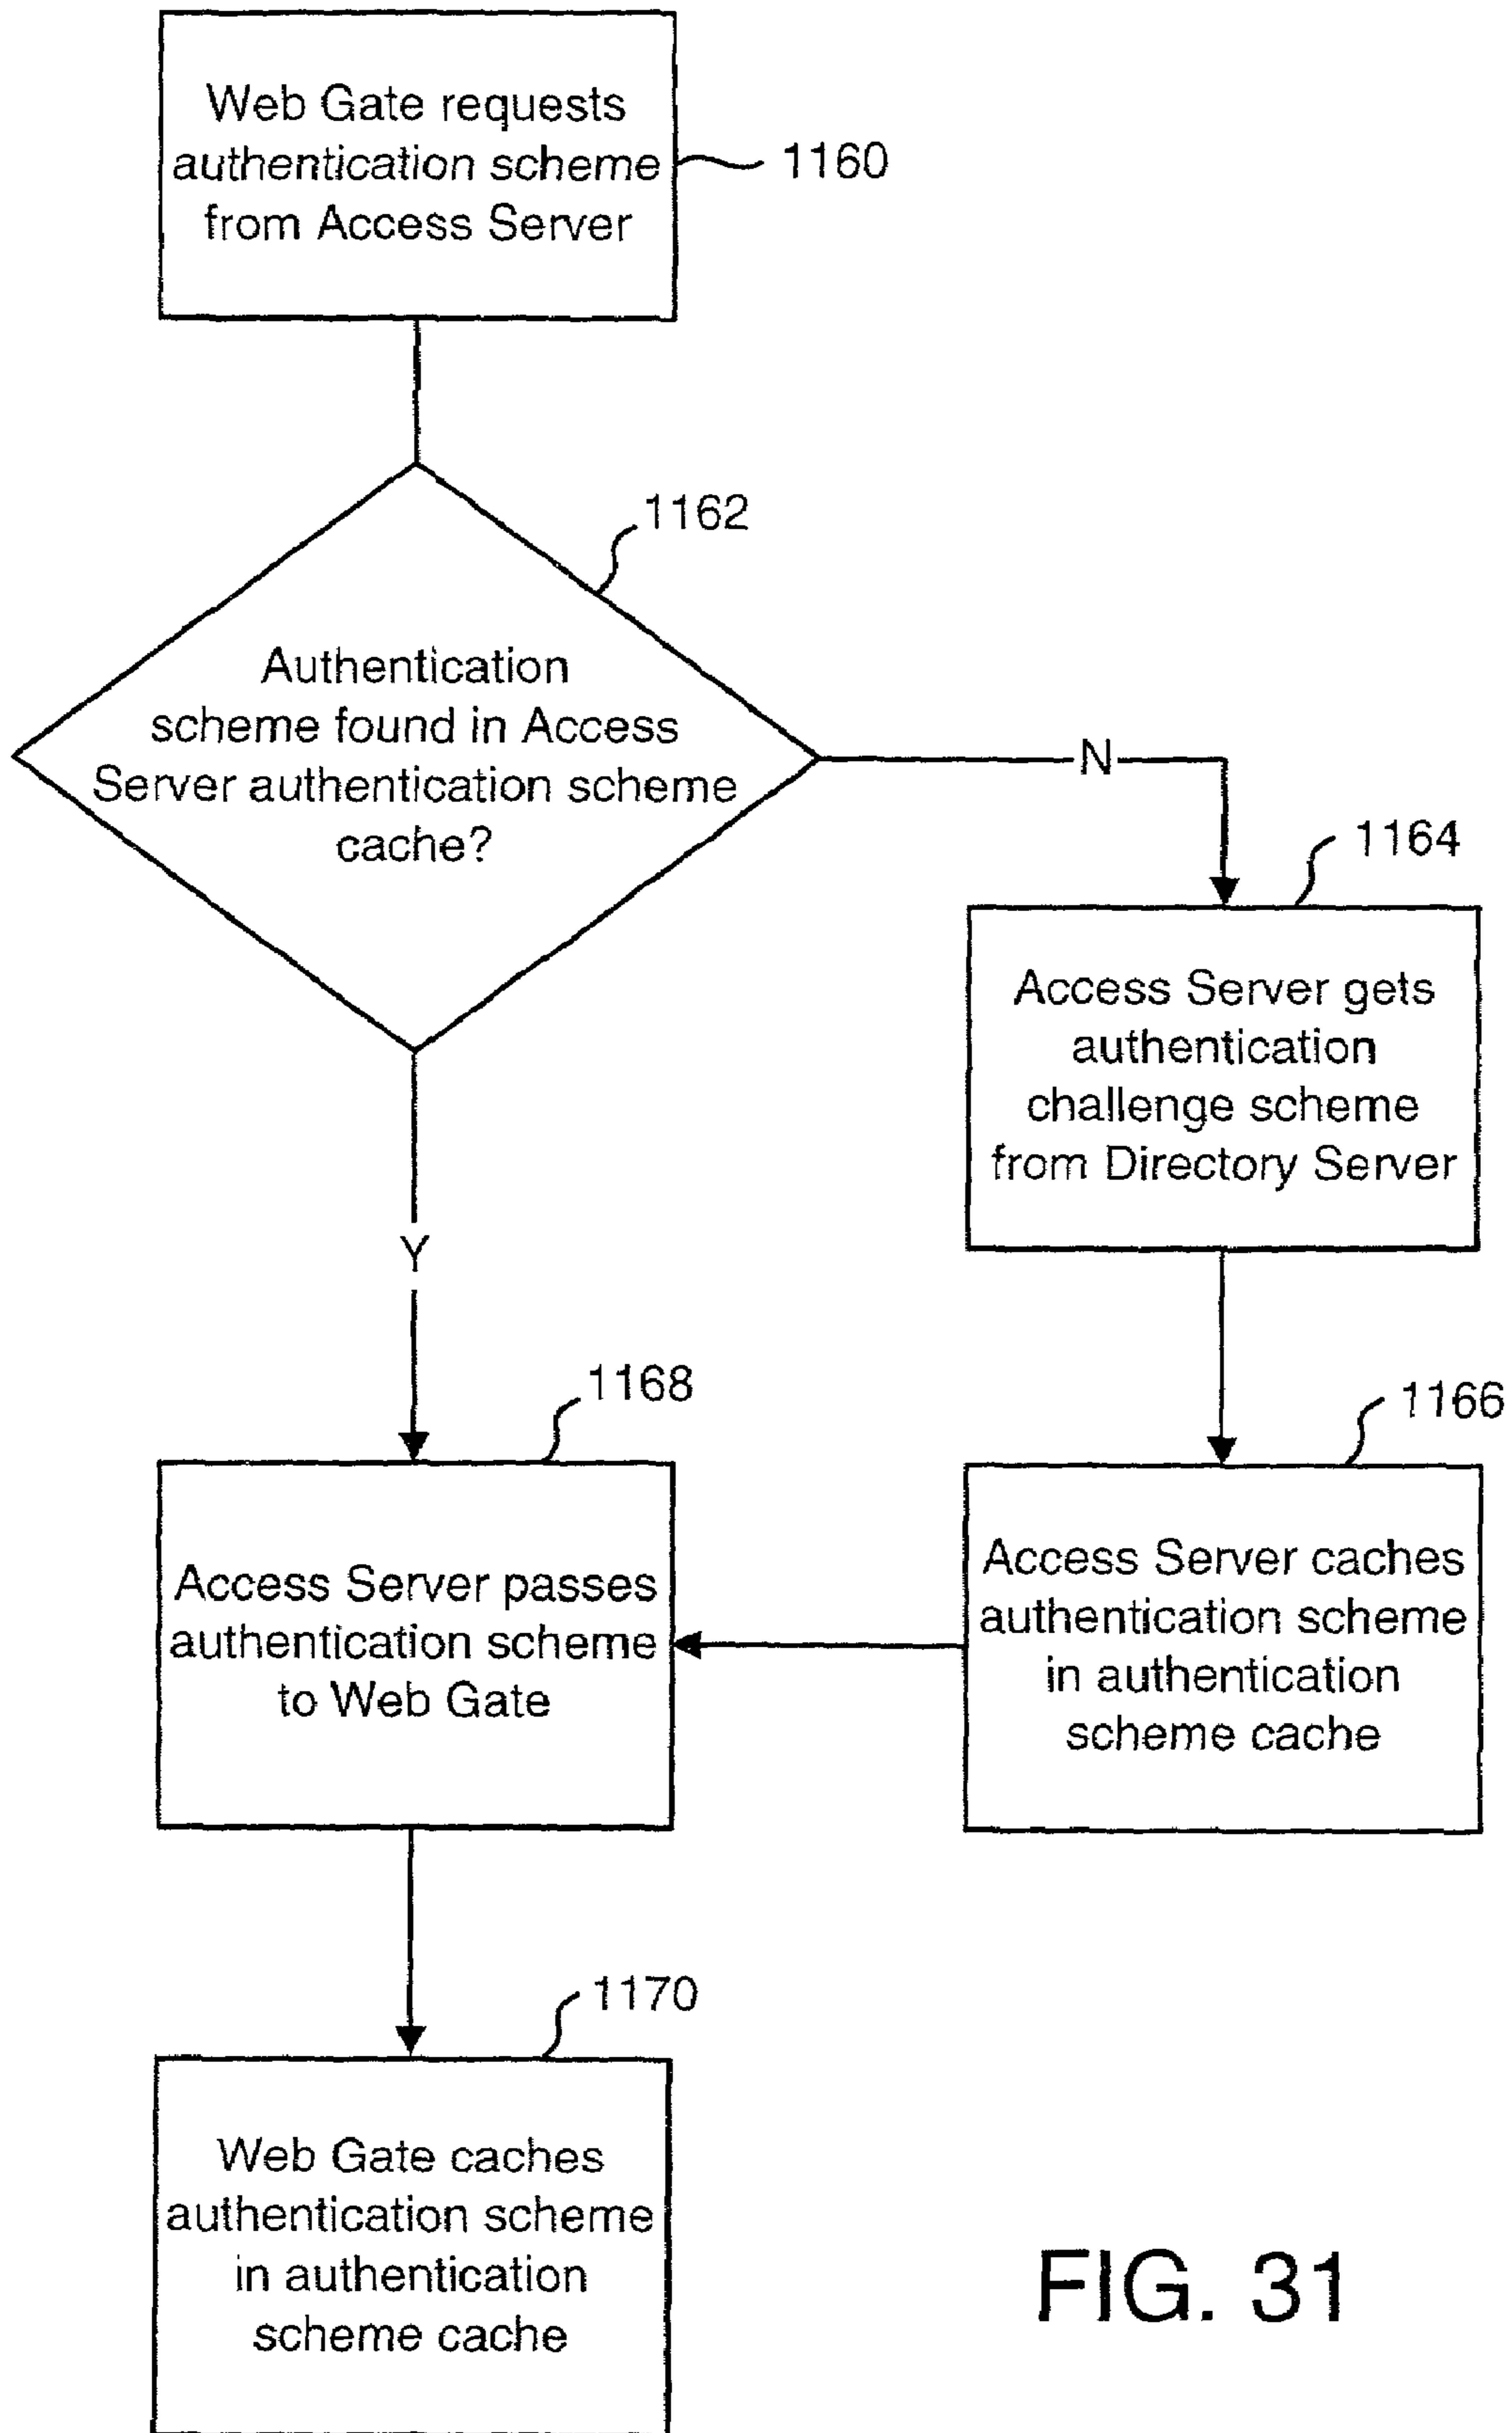 Web Gate requests
authentication scheme
from Access Server
1160
1162
Authentication
scheme found in Access
Server authentication scheme
cache?
N
1164
Access Server gets
authentication
challenge scheme
from Directory Server
Y
1168
Access Server passes
authentication scheme
to Web Gate
1166
Access Server caches
authentication scheme
in authentication
scheme cache
1170
Web Gate caches
authentication scheme
in authentication
scheme cache
FIG. 31